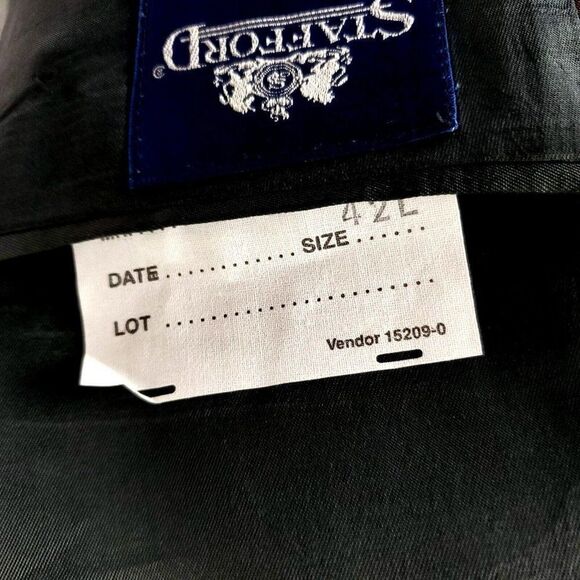 STAFFORD
®
42L
DATE ............. SIZE ......
LOT ........................
Vendor 15209-0